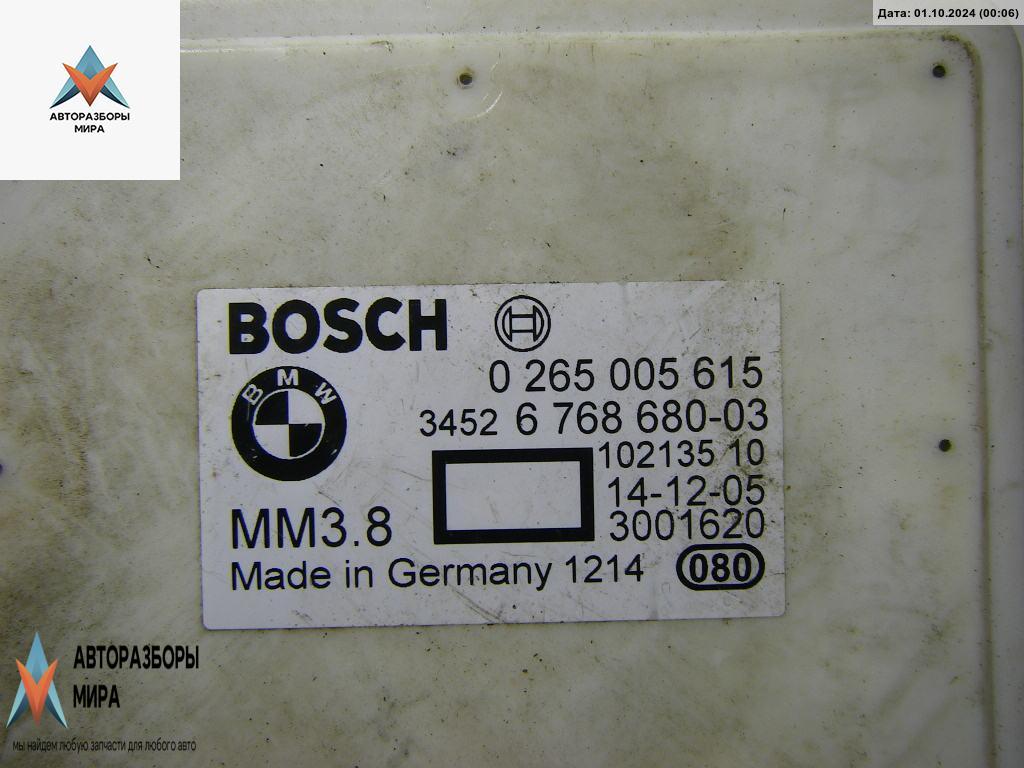 Дата: 01.10.2024 (00:06)
АВТОРАЗБОРЫ
МИРА
BOSCH
0 265 005 615
BMW
3452 6 768 680-03
102135 10
14-12-05
MM3.8
3001620
Made in Germany 1214
080
АВТОРАЗБОРЫ
МИРА
мы найдем любую запчасти для любого авто